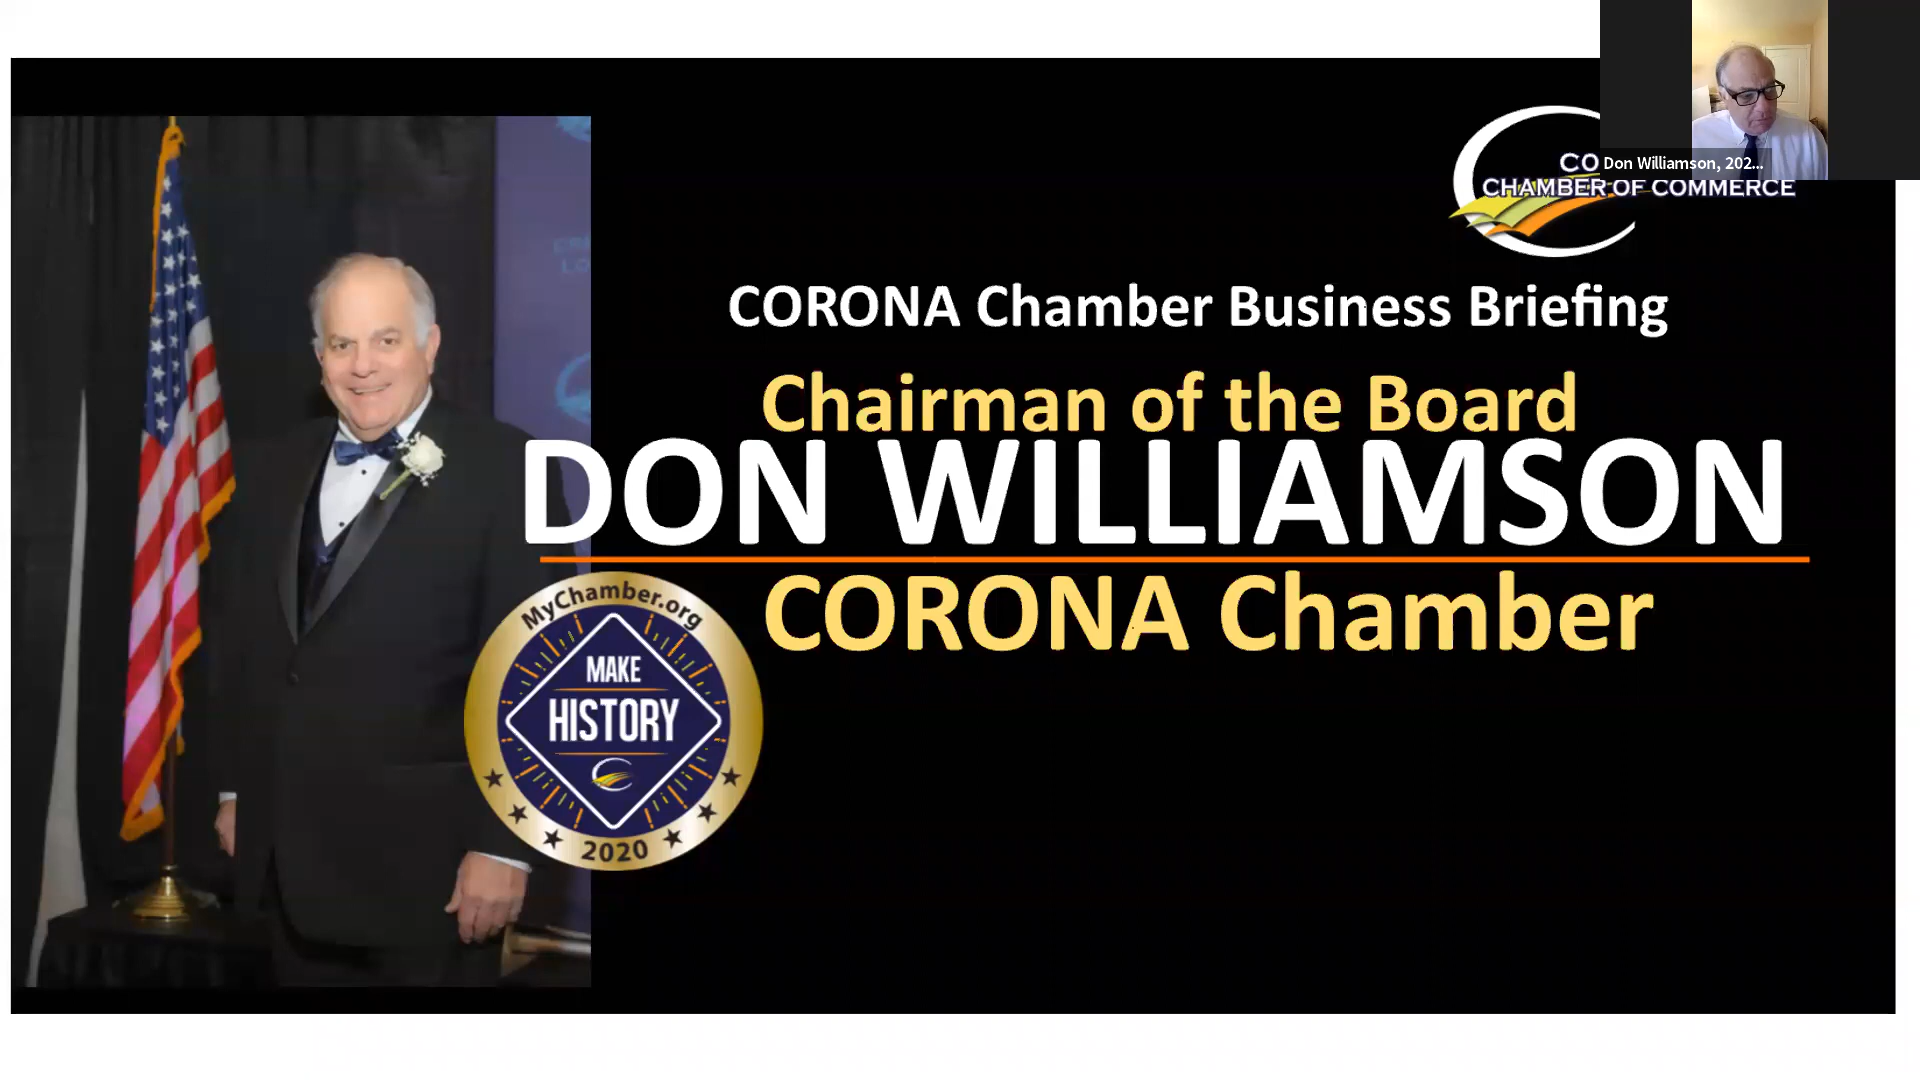 CO
Don Williamson, 202...
CHAMBER OF COMMERCE
CORONA Chamber Business Briefing
Chairman of the Board
DON WILLIAMSON
CORONA Chamber
MyChamber.org
MAKE
HISTORY
2020